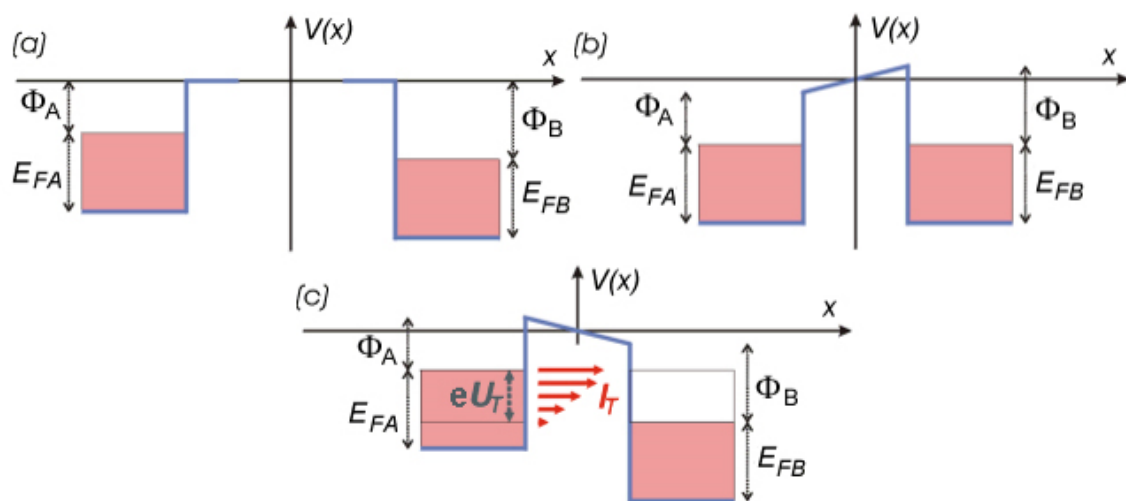 (a)
V(x)
x
Φ_A
Φ_B
E_FA
E_FB
(b)
V(x)
x
Φ_A
Φ_B
E_FA
E_FB
(c)
V(x)
x
Φ_A
eU_T
I_T
Φ_B
E_FA
E_FB